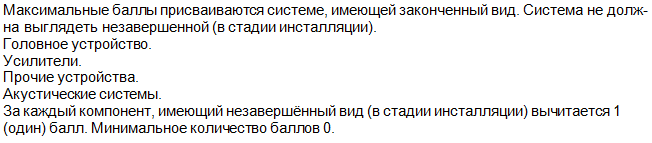 Максимальные баллы присваиваются системе, имеющей законченный вид. Система не долж-
на выглядеть незавершенной (в стадии инсталляции).
Головное устройство.
Усилители.
Прочие устройства.
Акустические системы.
За каждый компонент, имеющий незавершённый вид (в стадии инсталляции) вычитается 1
(один) балл. Минимальное количество баллов 0.